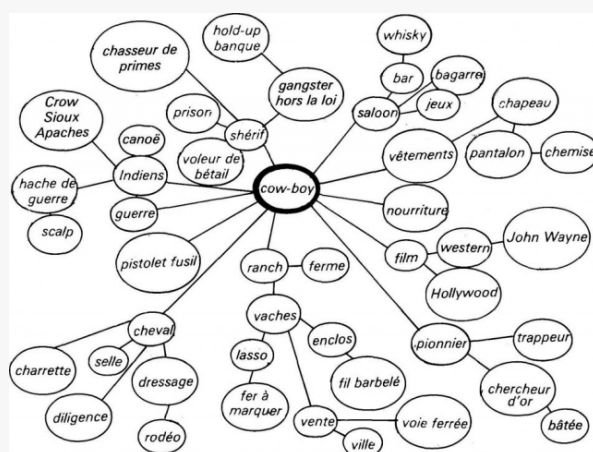 hold-up
banque
whisky
chasseur de
primes
bar
bagarre
gangster
hors la loi
jeux
chapeau
Crow
Sioux
Apaches
prison
shérif
saloon
canoë
voleur de
bétail
vêtements
pantalon
chemise
Indiens
cow-boy
hache de
guerre
guerre
nourriture
scalp
John Wayne
western
film
pistolet fusil
ranch
ferme
Hollywood
vaches
cheval
enclos
pionnier
trappeur
selle
lasso
charrette
dressage
fil barbelé
chercheur
d'or
fer à
marquer
diligence
vente
voie ferrée
bâtée
rodéo
ville